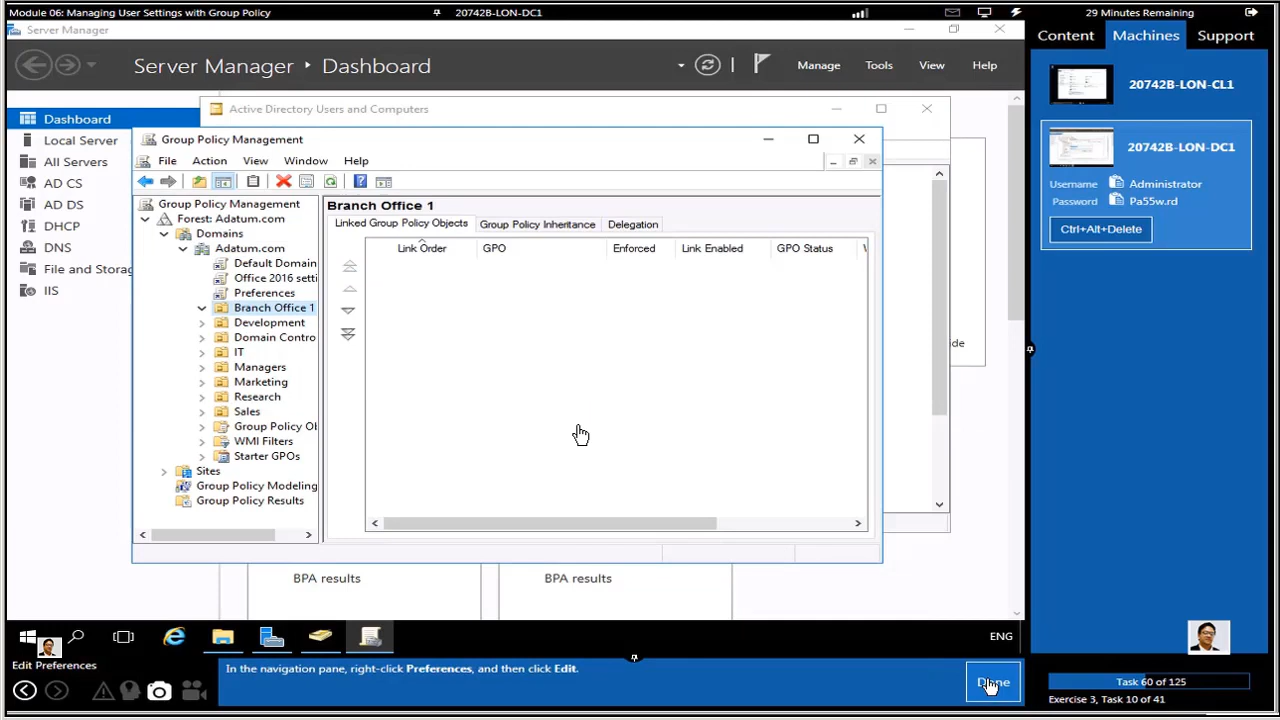 Module 06: Managing User Settings with Group Policy
20742B-LON-DC1
29 Minutes Remaining
Server Manager
Content
Machines
Support
Server Manager
Dashboard
Manage
Tools
View
Help
20742B-LON-CL1
Dashboard
Active Directory Users and Computers
Local Server
Group Policy Management
20742B-LON-DC1
All Servers
File
Action
View
Window
Help
AD CS
Username
Administrator
AD DS
Password
Pa55w.rd
DHCP
Ctrl+Alt+Delete
DNS
File and Storag
IIS
Group Policy Management
Forest: Adatum.com
Domains
Adatum.com
Default Domain
Office 2016 setti
Preferences
Branch Office 1
Development
Domain Contro
IT
Managers
Marketing
Research
Sales
Group Policy Ob
WMI Filters
Starter GPOs
Sites
Group Policy Modeling
Group Policy Results
Branch Office 1
Linked Group Policy Objects
Group Policy Inheritance
Delegation
Link Order
GPO
Enforced
Link Enabled
GPO Status
ide
BPA results
BPA results
ENG
Edit Preferences
In the navigation pane, right-click Preferences, and then click Edit.
Done
Task 60 of 125
Exercise 3, Task 10 of 41